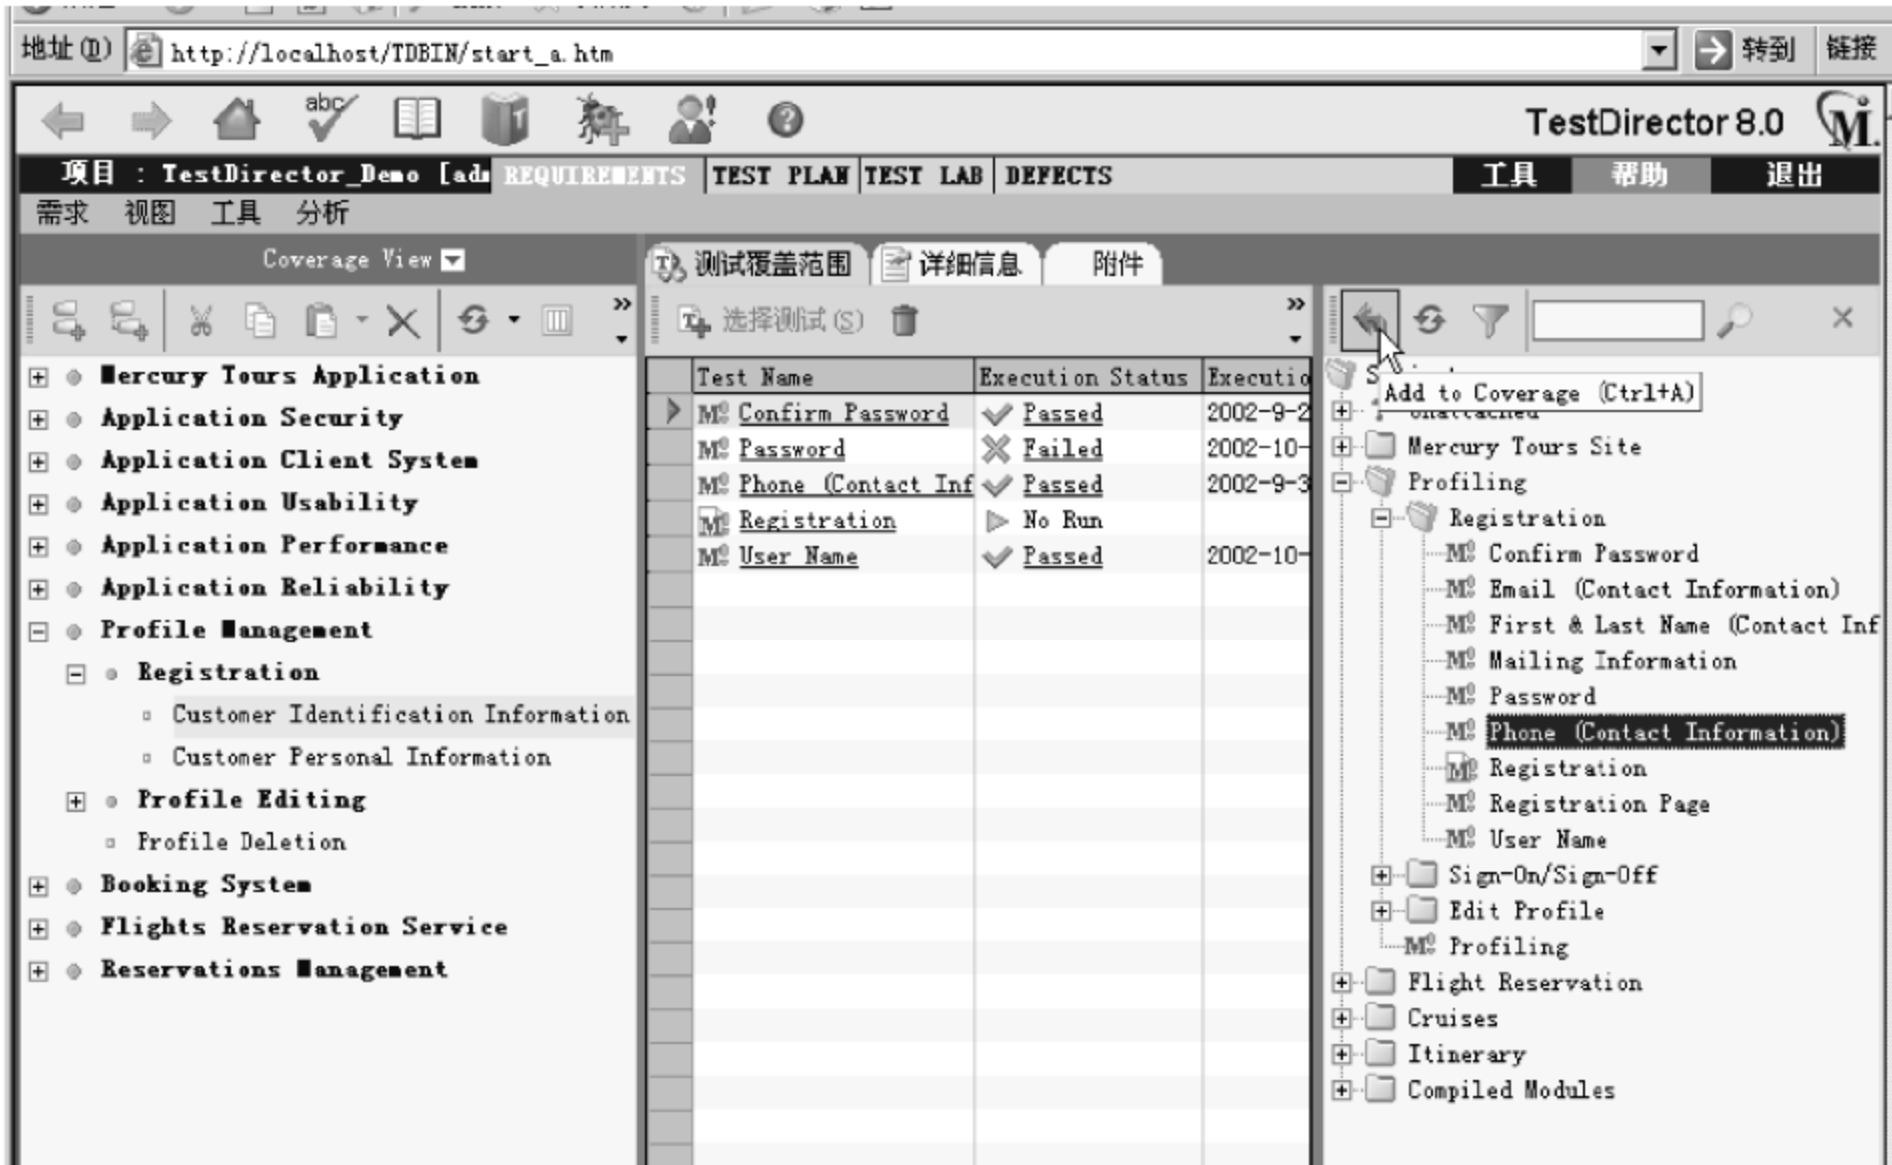 地址(D) http://localhost/TDBIN/start_a.htm 转到 链接
abc
TestDirector 8.0
项目 : TestDirector_Demo [adm REQUIREMENTS TEST PLAN TEST LAB DEFECTS 工具 帮助 退出
需求 视图 工具 分析
Coverage View 测试覆盖范围 详细信息 附件
选择测试(S)
Add to Coverage (Ctrl+A)
Mercury Tours Application
Application Security
Application Client System
Application Usability
Application Performance
Application Reliability
Profile Management
Registration
Customer Identification Information
Customer Personal Information
Profile Editing
Profile Deletion
Booking System
Flights Reservation Service
Reservations Management
Test Name Execution Status Executio
Confirm Password Passed 2002-9-2
Password Failed 2002-10-
Phone (Contact Inf Passed 2002-9-3
Registration No Run
User Name Passed 2002-10-
Unattached
Mercury Tours Site
Profiling
Registration
Confirm Password
Email (Contact Information)
First & Last Name (Contact Inf
Mailing Information
Password
Phone (Contact Information)
Registration
Registration Page
User Name
Sign-On/Sign-Off
Edit Profile
Profiling
Flight Reservation
Cruises
Itinerary
Compiled Modules